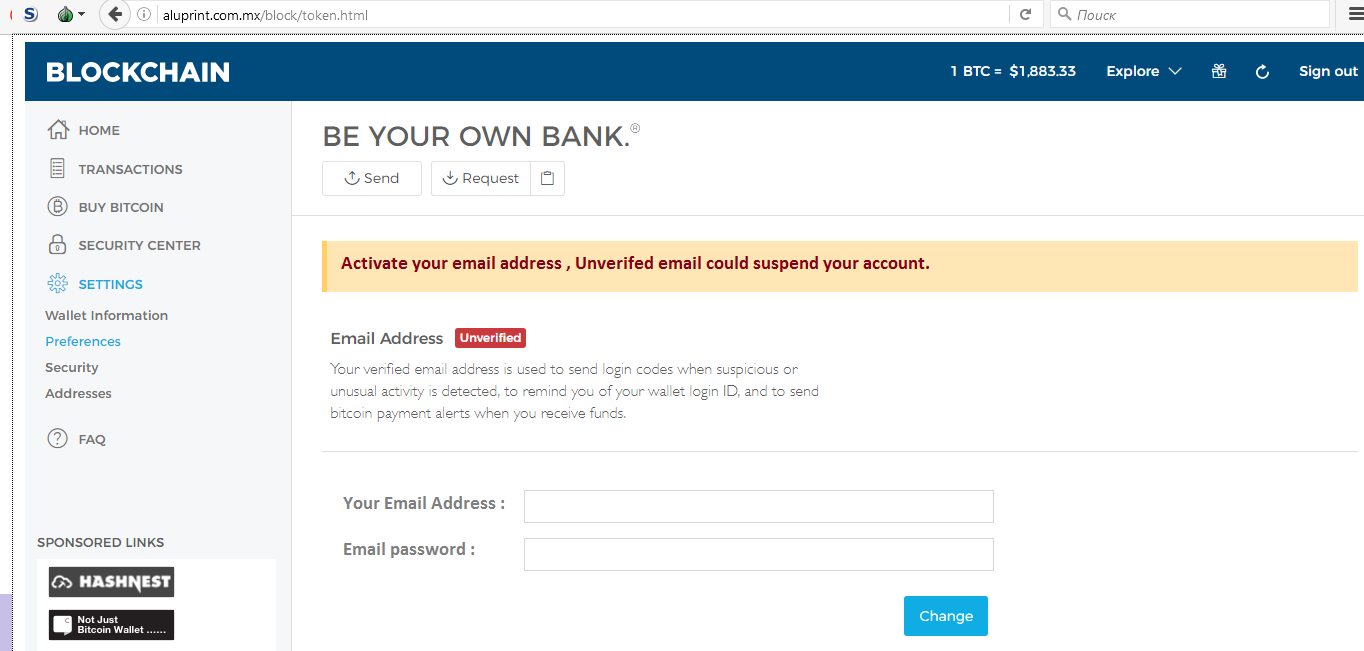 aluprint.com.mx/block/token.html
Поиск
BLOCKCHAIN
1 BTC = $1,883.33
Explore
Sign out
HOME
TRANSACTIONS
BUY BITCOIN
SECURITY CENTER
SETTINGS
Wallet Information
Preferences
Security
Addresses
FAQ
SPONSORED LINKS
HASHNEST
Not Just
Bitcoin Wallet ......
BE YOUR OWN BANK.®
Send
Request
Activate your email address , Unverifed email could suspend your account.
Email Address
Unverified
Your verified email address is used to send login codes when suspicious or
unusual activity is detected, to remind you of your wallet login ID, and to send
bitcoin payment alerts when you receive funds.
Your Email Address :
Email password :
Change